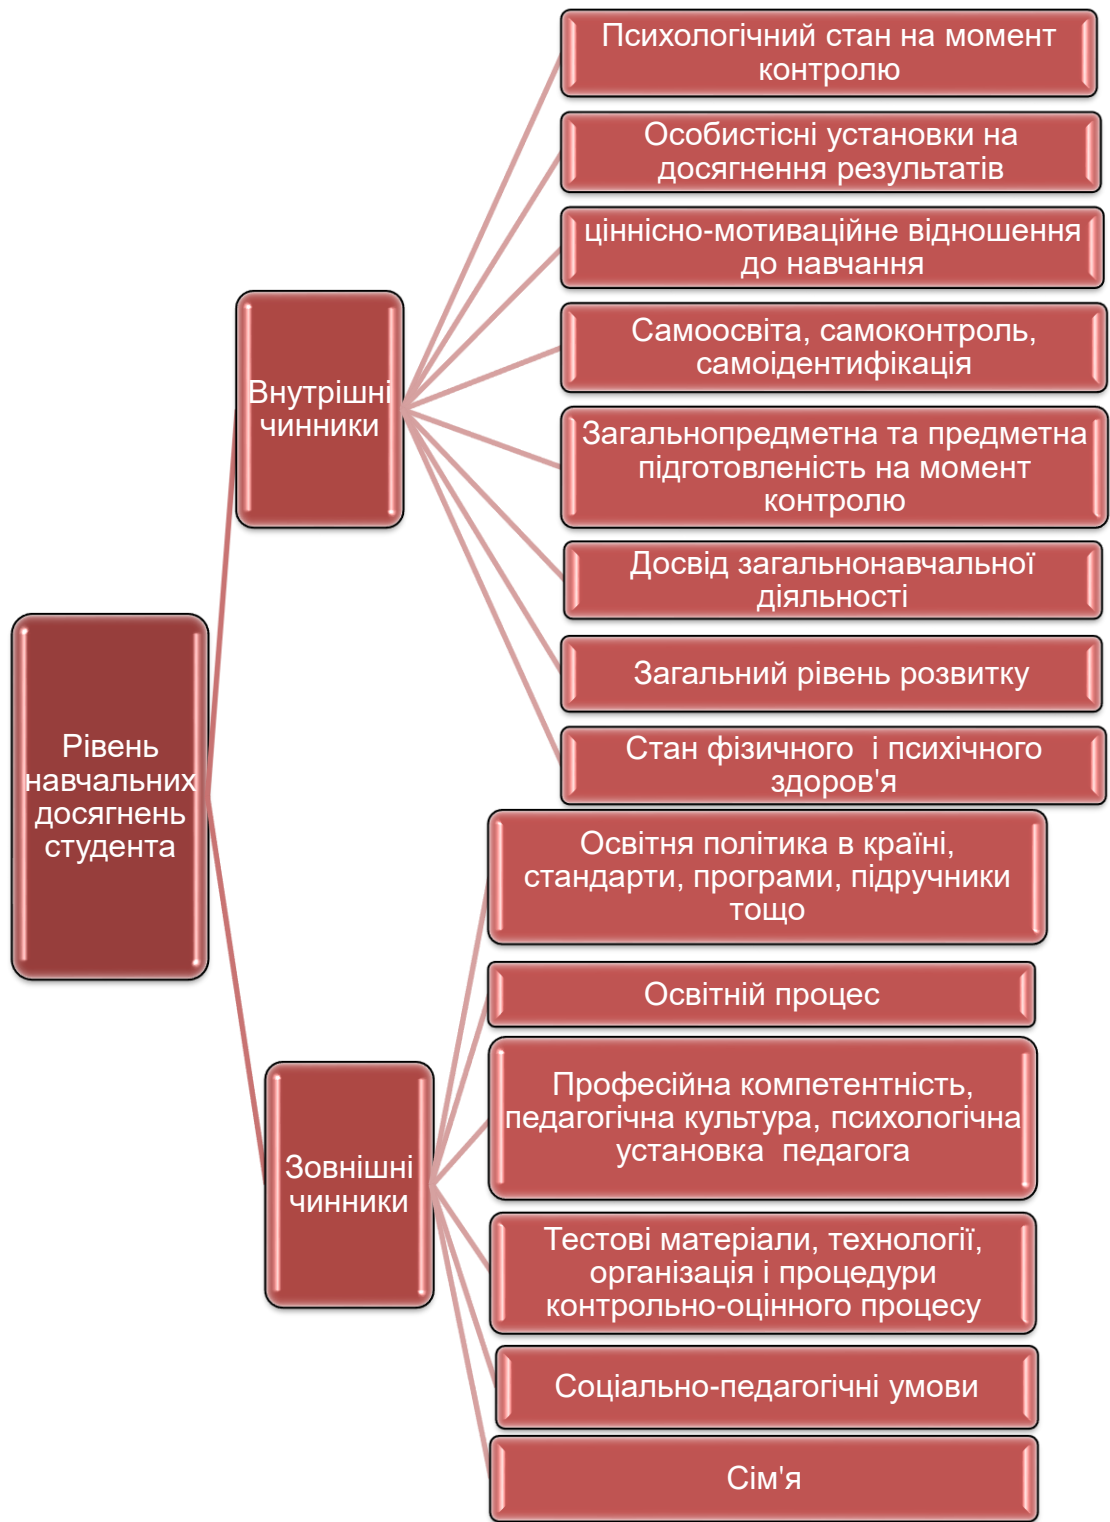 Психологічний стан на момент
контролю
Особистісні установки на
досягнення результатів
ціннісно-мотиваційне відношення
до навчання
Самоосвіта, самоконтроль,
самоідентифікація
Внутрішні
чинники
Загальнопредметна та предметна
підготовленість на момент
контролю
Досвід загальнонавчальної
діяльності
Загальний рівень розвитку
Стан фізичного  і психічного
здоров'я
Рівень
навчальних
досягнень
студента
Освітня політика в країні,
стандарти, програми, підручники
тощо
Освітній процес
Професійна компетентність,
педагогічна культура, психологічна
установка  педагога
Зовнішні
чинники
Тестові матеріали, технології,
організація і процедури
контрольно-оцінного процесу
Соціально-педагогічні умови
Сім'я